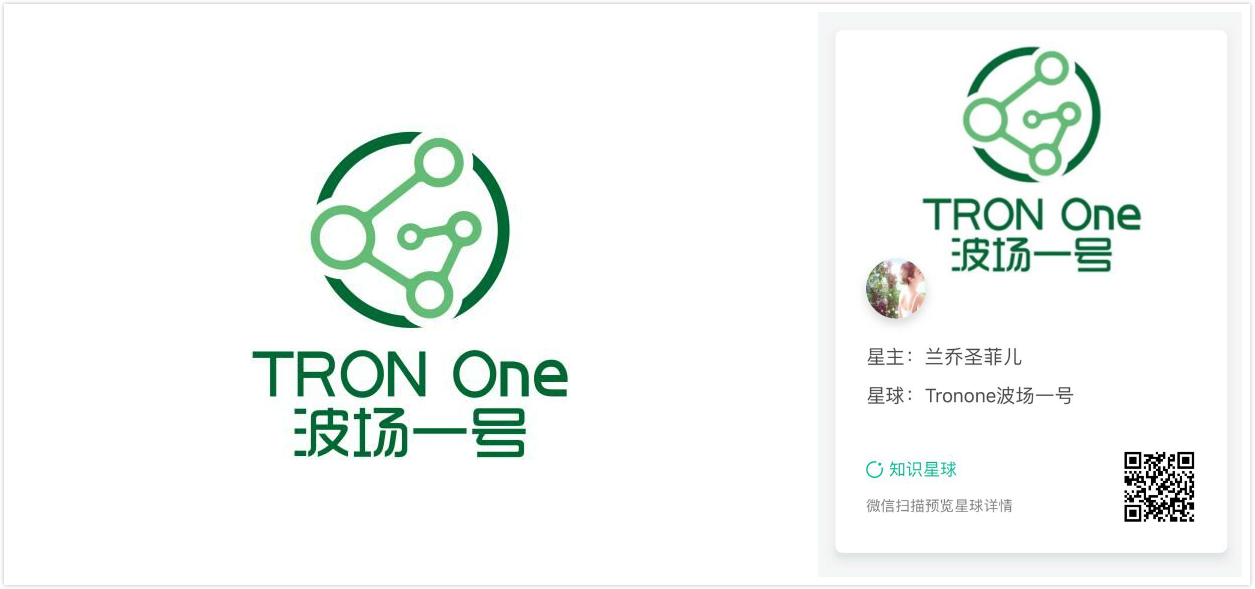 TRON One
波场一号
TRON One
波场一号
星主：兰乔圣菲儿
星球：Tronone波场一号
知识星球
微信扫描预览星球详情